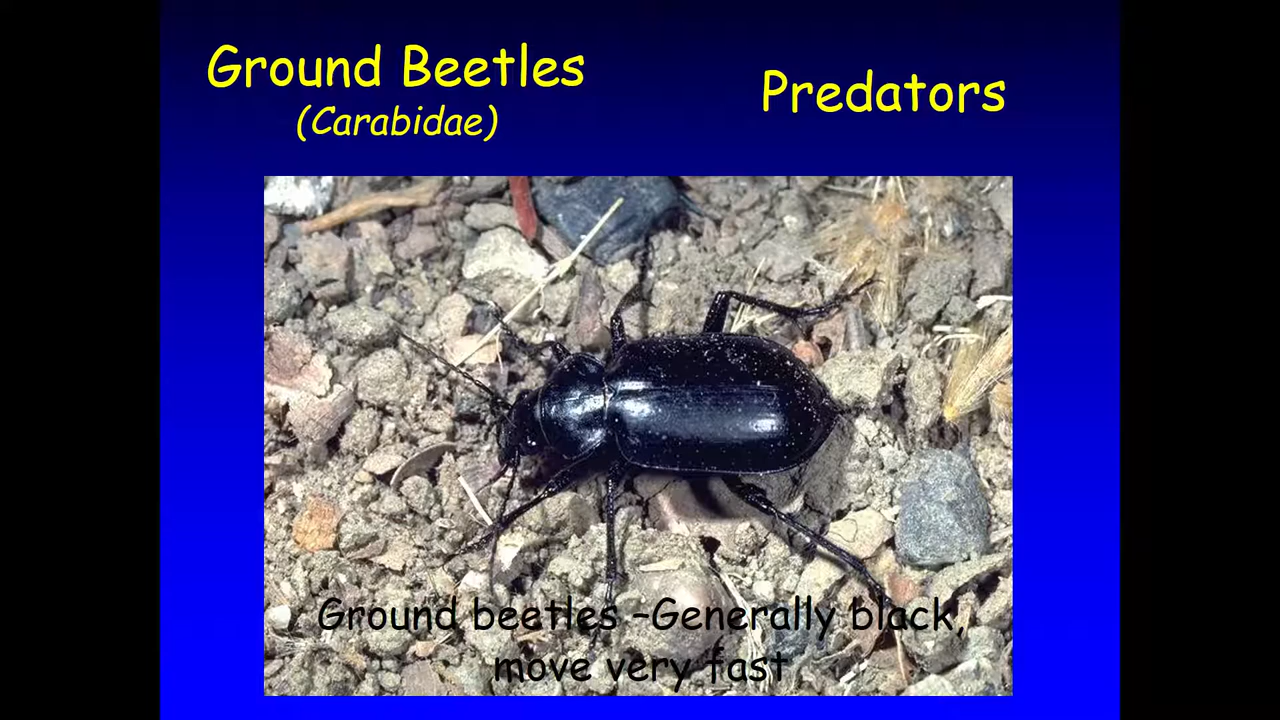 Ground Beetles
(Carabidae)
Predators
Ground beetles –Generally black,
move very fast